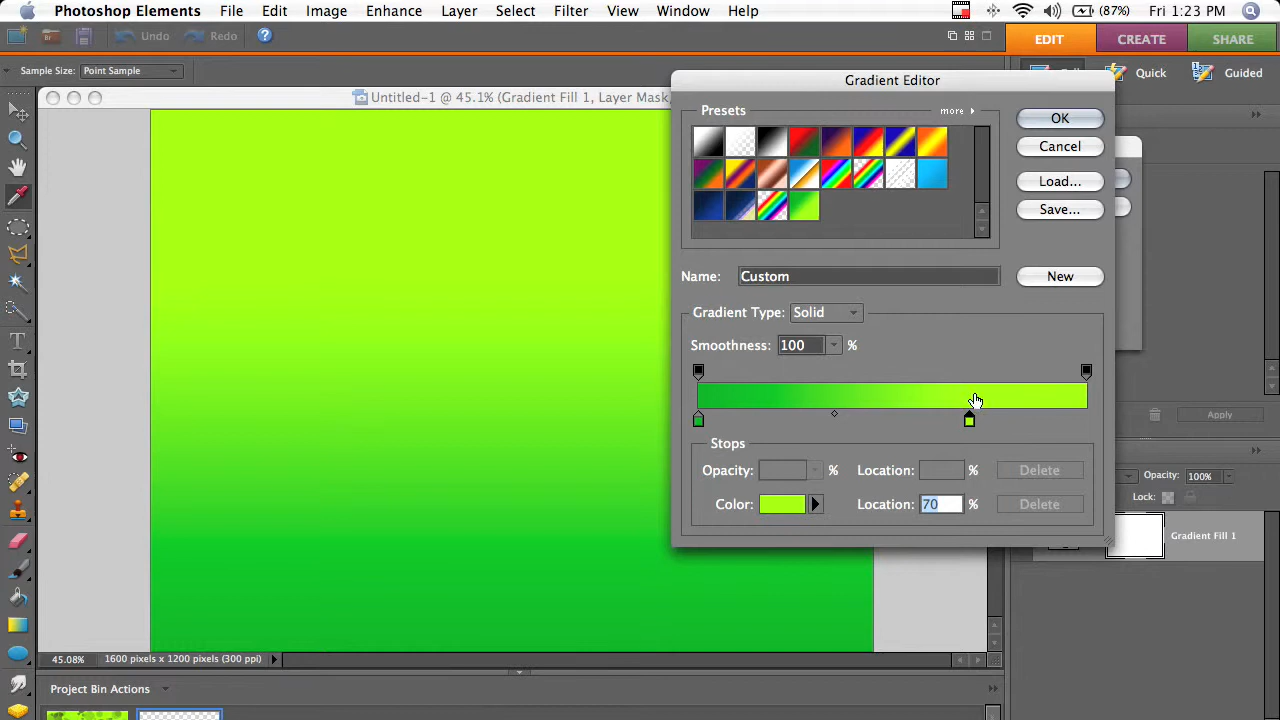 Photoshop Elements File Edit Image Enhance Layer Select Filter View Window Help (87%) Fri 1:23 PM
Undo Redo ? EDIT CREATE SHARE
Sample Size: Point Sample Quick Guided
Untitled-1 @ 45.1% (Gradient Fill 1, Layer Mask,
Gradient Editor
Presets more
OK
Cancel
Load...
Save...
Name: Custom New
Gradient Type: Solid
Smoothness: 100 %
Stops
Opacity: % Location: % Delete
Color: Location: 70 % Delete
Apply
Opacity: 100%
Lock:
Gradient Fill 1
45.08% 1600 pixels x 1200 pixels (300 ppi)
Project Bin Actions